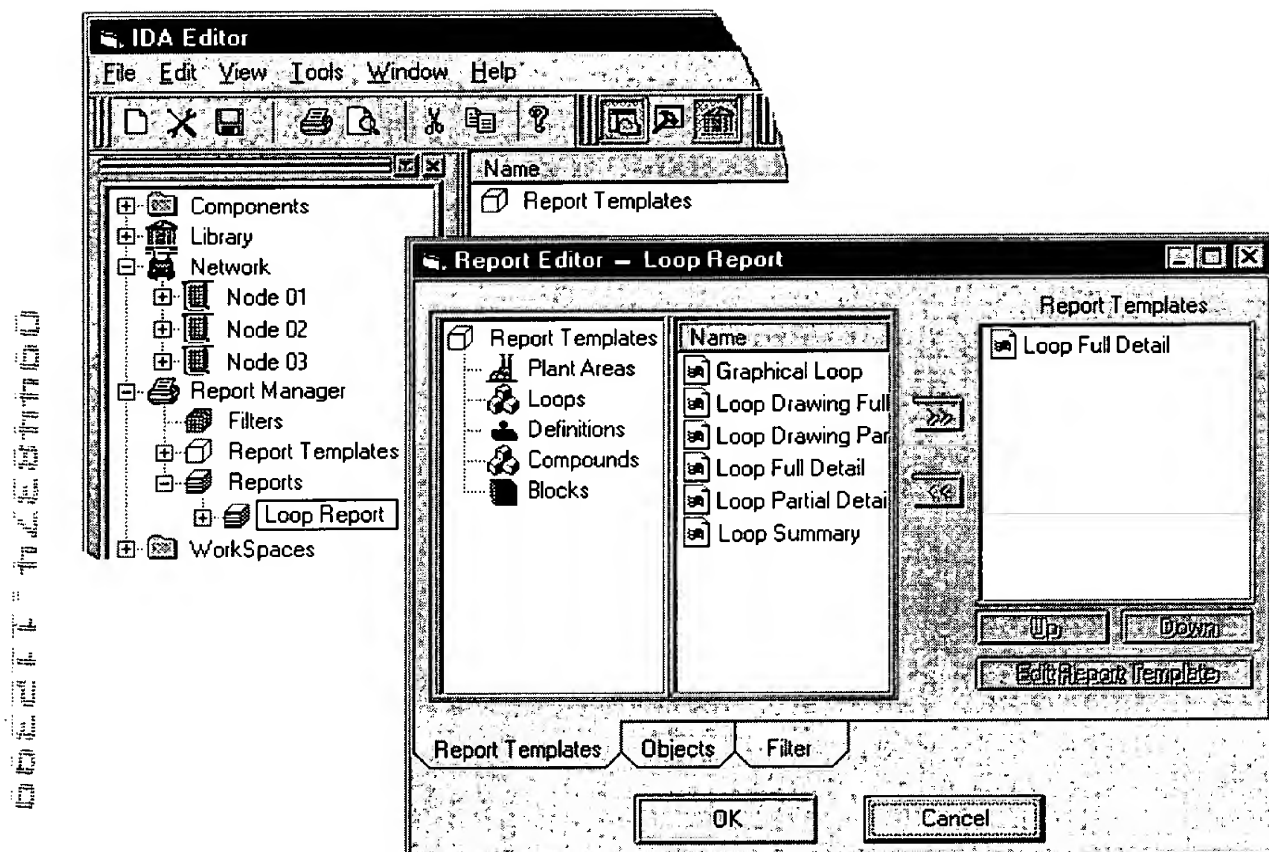 IDA Editor
File Edit View Tools Window Help
Name
Report Templates
Components
Library
Network
Node 01
Node 02
Node 03
Report Manager
Filters
Report Templates
Reports
Loop Report
WorkSpaces
Report Editor – Loop Report
Report Templates
Plant Areas
Loops
Definitions
Compounds
Blocks
Name
Graphical Loop
Loop Drawing Full
Loop Drawing Par
Loop Full Detail
Loop Partial Detai
Loop Summary
>>
<<
Report Templates
Loop Full Detail
Up Down
Edit Report Template
Report Templates Objects Filter
OK Cancel